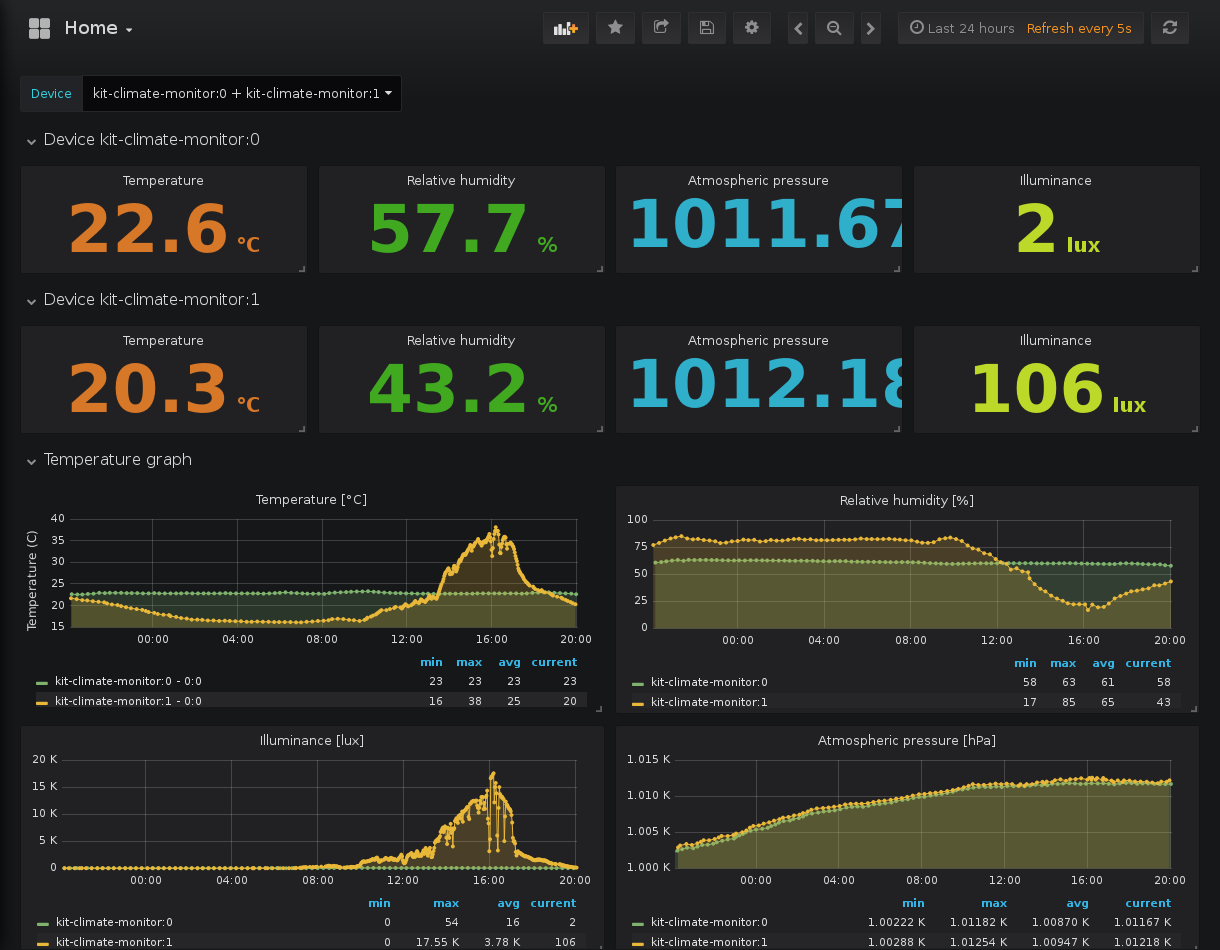 Home
Last 24 hours Refresh every 5s
Device kit-climate-monitor:0 + kit-climate-monitor:1
Device kit-climate-monitor:0
Temperature Relative humidity Atmospheric pressure Illuminance
22.6 °C 57.7 % 1011.67 2 lux
Device kit-climate-monitor:1
Temperature Relative humidity Atmospheric pressure Illuminance
20.3 °C 43.2 % 1012.18 106 lux
Temperature graph
Temperature [°C]
Temperature (C)
40
35
30
25
20
15
00:00 04:00 08:00 12:00 16:00 20:00
min max avg current
kit-climate-monitor:0 - 0:0 23 23 23 23
kit-climate-monitor:1 - 0:0 16 38 25 20
Relative humidity [%]
100
75
50
25
0
00:00 04:00 08:00 12:00 16:00 20:00
min max avg current
kit-climate-monitor:0 58 63 61 58
kit-climate-monitor:1 17 85 65 43
Illuminance [lux]
20 K
15 K
10 K
5 K
0
00:00 04:00 08:00 12:00 16:00 20:00
min max avg current
kit-climate-monitor:0 0 54 16 2
kit-climate-monitor:1 0 17.55 K 3.78 K 106
Atmospheric pressure [hPa]
1.015 K
1.010 K
1.005 K
1.000 K
00:00 04:00 08:00 12:00 16:00 20:00
min max avg current
kit-climate-monitor:0 1.00222 K 1.01182 K 1.00870 K 1.01167 K
kit-climate-monitor:1 1.00288 K 1.01254 K 1.00947 K 1.01218 K